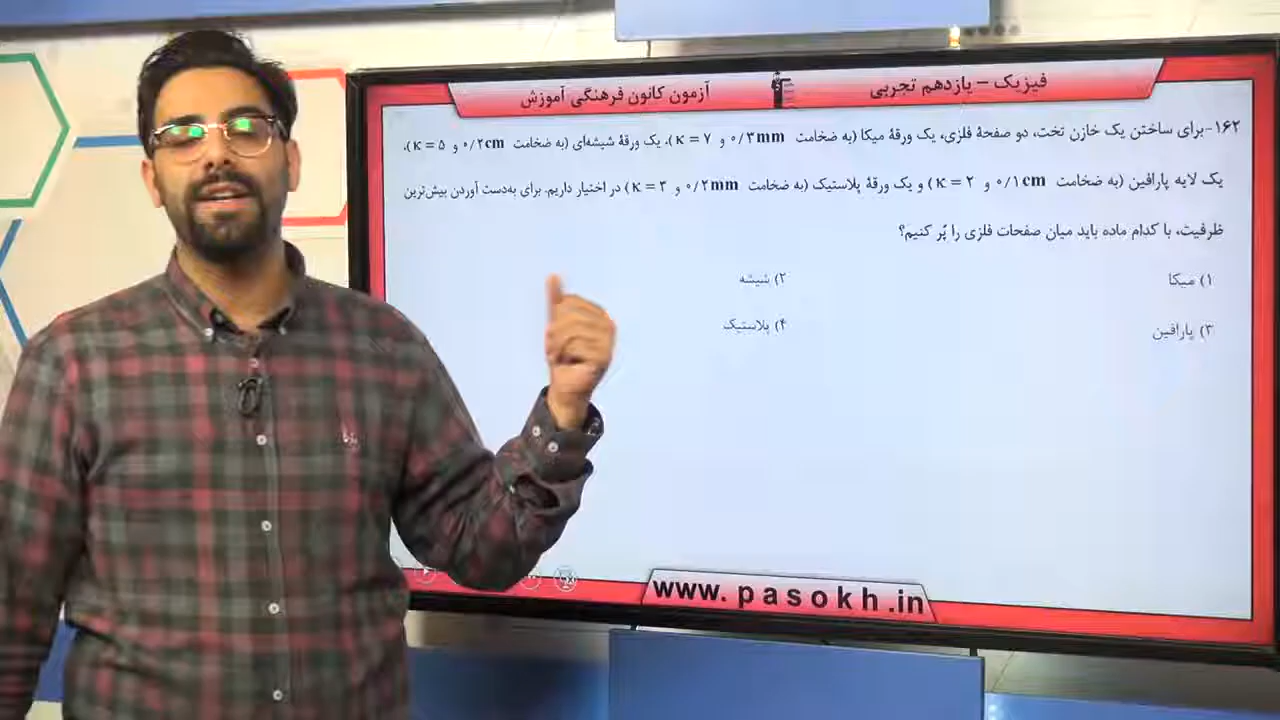 فیزیک – یازدهم تجربی
آزمون کانون فرهنگی آموزش
۱۶۲-برای ساختن یک خازن تخت، دو صفحهٔ فلزی، یک ورقهٔ میکا (به ضخامت ۰/۳mm و κ = ۷)، یک ورقهٔ شیشه‌ای (به ضخامت ۰/۲cm و κ = ۵)،
یک لایه پارافین (به ضخامت ۰/۱cm و κ = ۲) و یک ورقهٔ پلاستیک (به ضخامت ۰/۲mm و κ = ۳) در اختیار داریم. برای به‌دست آوردن بیش‌ترین
ظرفیت، با کدام ماده باید میان صفحات فلزی را پُر کنیم؟
۱) میکا
۲) شیشه
۳) پارافین
۴) پلاستیک
www.pasokh.in